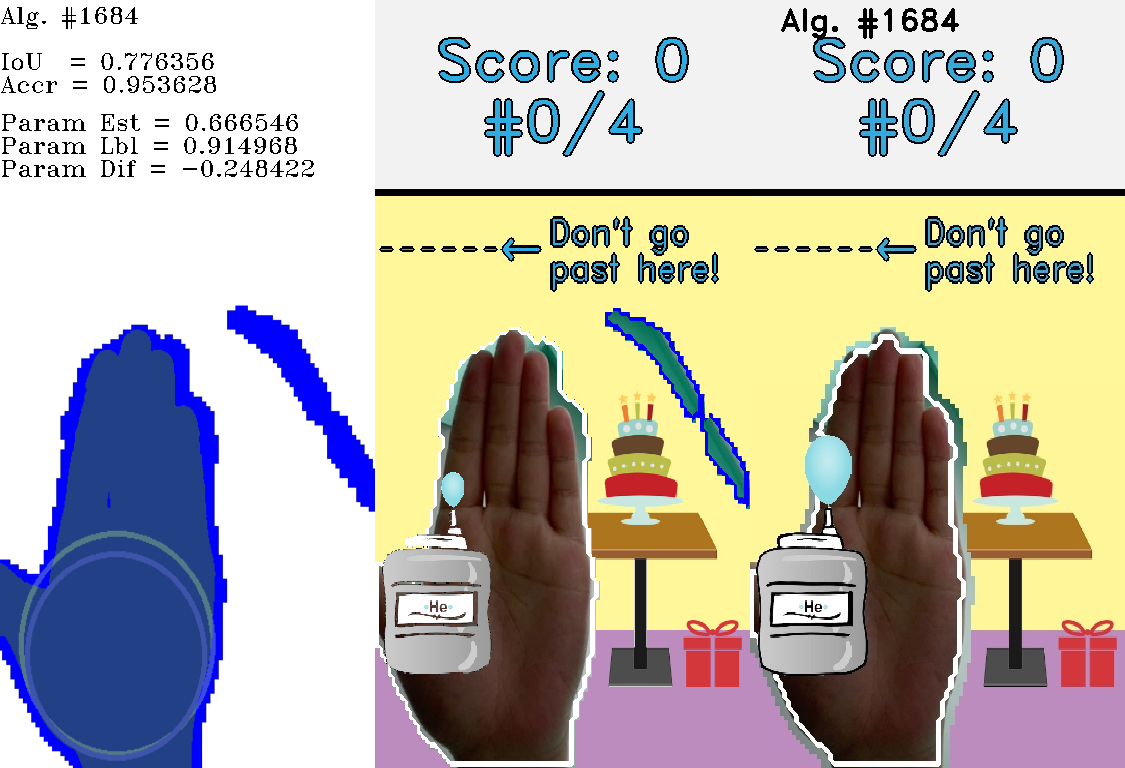 Alg. #1684
IoU = 0.776356
Accr = 0.953628
Param Est = 0.666546
Param Lbl = 0.914968
Param Dif = −0.248422
Score: 0
#0/4
Don't go
past here!
He
Alg. #1684
Score: 0
#0/4
Don't go
past here!
He